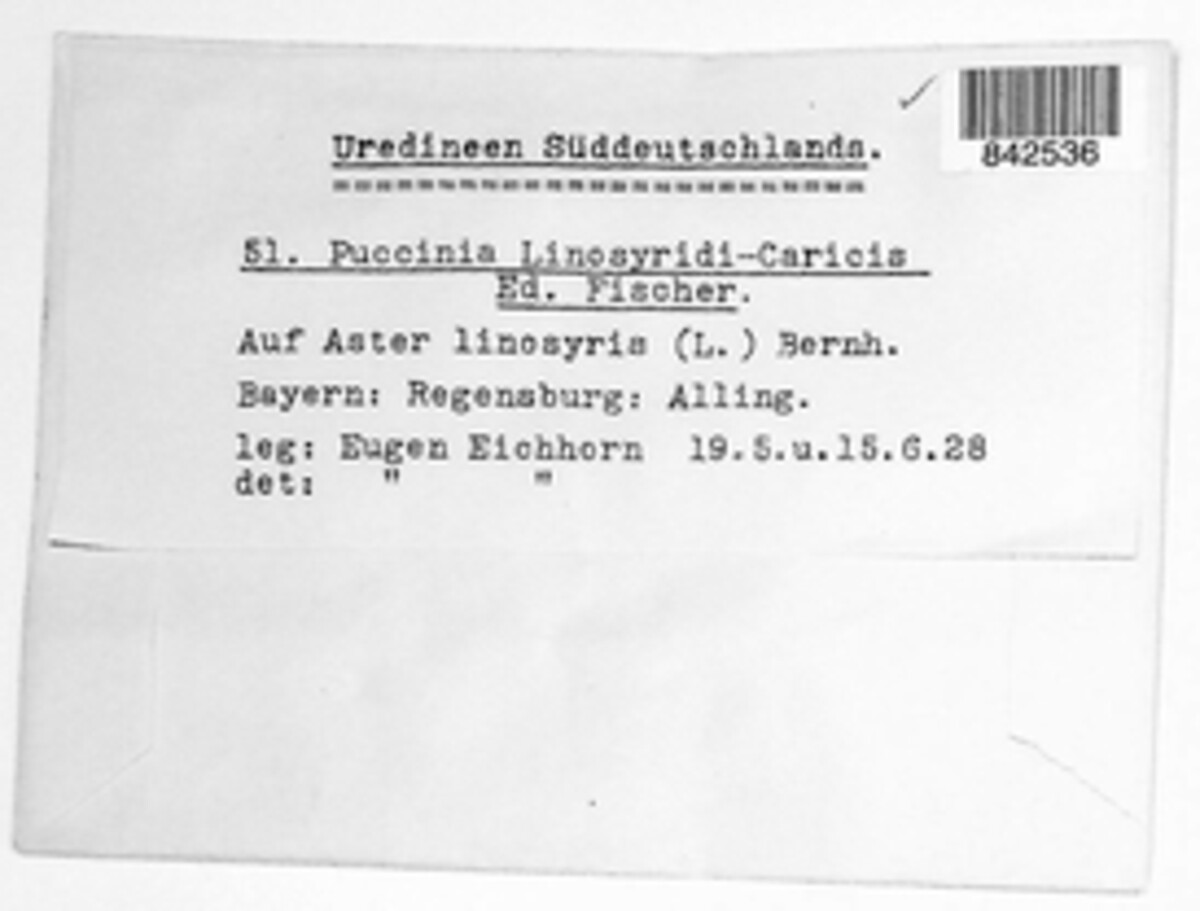 842536
Uredineen Süddeutschlands.
=========================
51. Puccinia Linosyridi-Caricis
Ed. Fischer.
Auf Aster linosyris (L.) Bernh.
Bayern: Regensburg: Alling.
leg: Eugen Eichhorn 19.5.u.15.6.28
det: " "